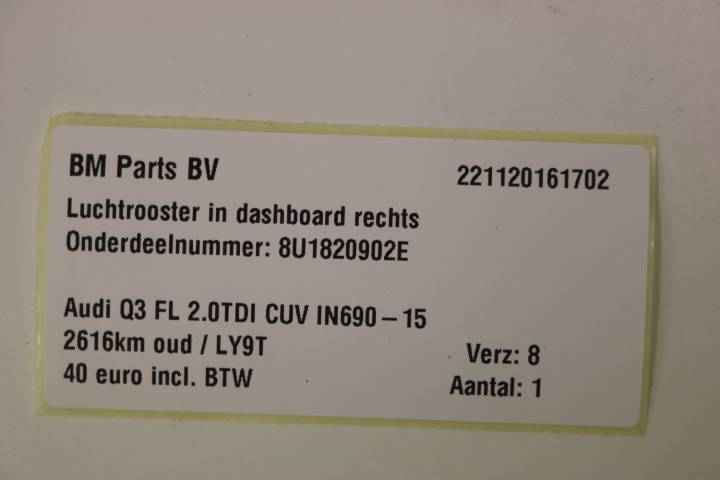 BM Parts BV 221120161702
Luchtrooster in dashboard rechts
Onderdeelnummer: 8U1820902E
Audi Q3 FL 2.0TDI CUV IN690-15
2616km oud / LY9T Verz: 8
40 euro incl. BTW Aantal: 1